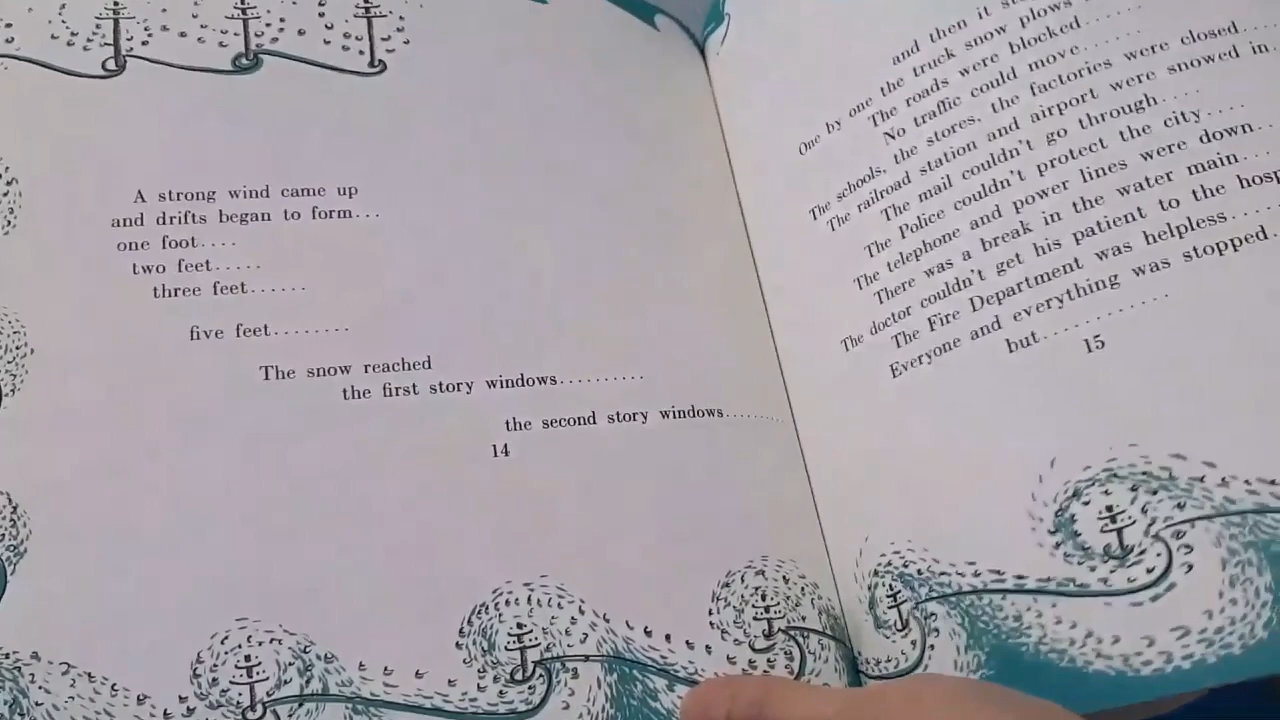 A strong wind came up
and drifts began to form...
one foot....
two feet.....
three feet......
five feet........
The snow reached
the first story windows..........
the second story windows..........
14
and then it
One by one the truck snow plows
The roads were blocked......
No traffic could move......
The schools, the stores, the factories were closed....
The railroad station and airport were snowed in.
The mail couldn't go through....
The Police couldn't protect the city....
The telephone and power lines were down..
There was a break in the water main...
The doctor couldn't get his patient to the
The Fire Department was helpless.....
Everyone and everything was stopped.
but...........
15